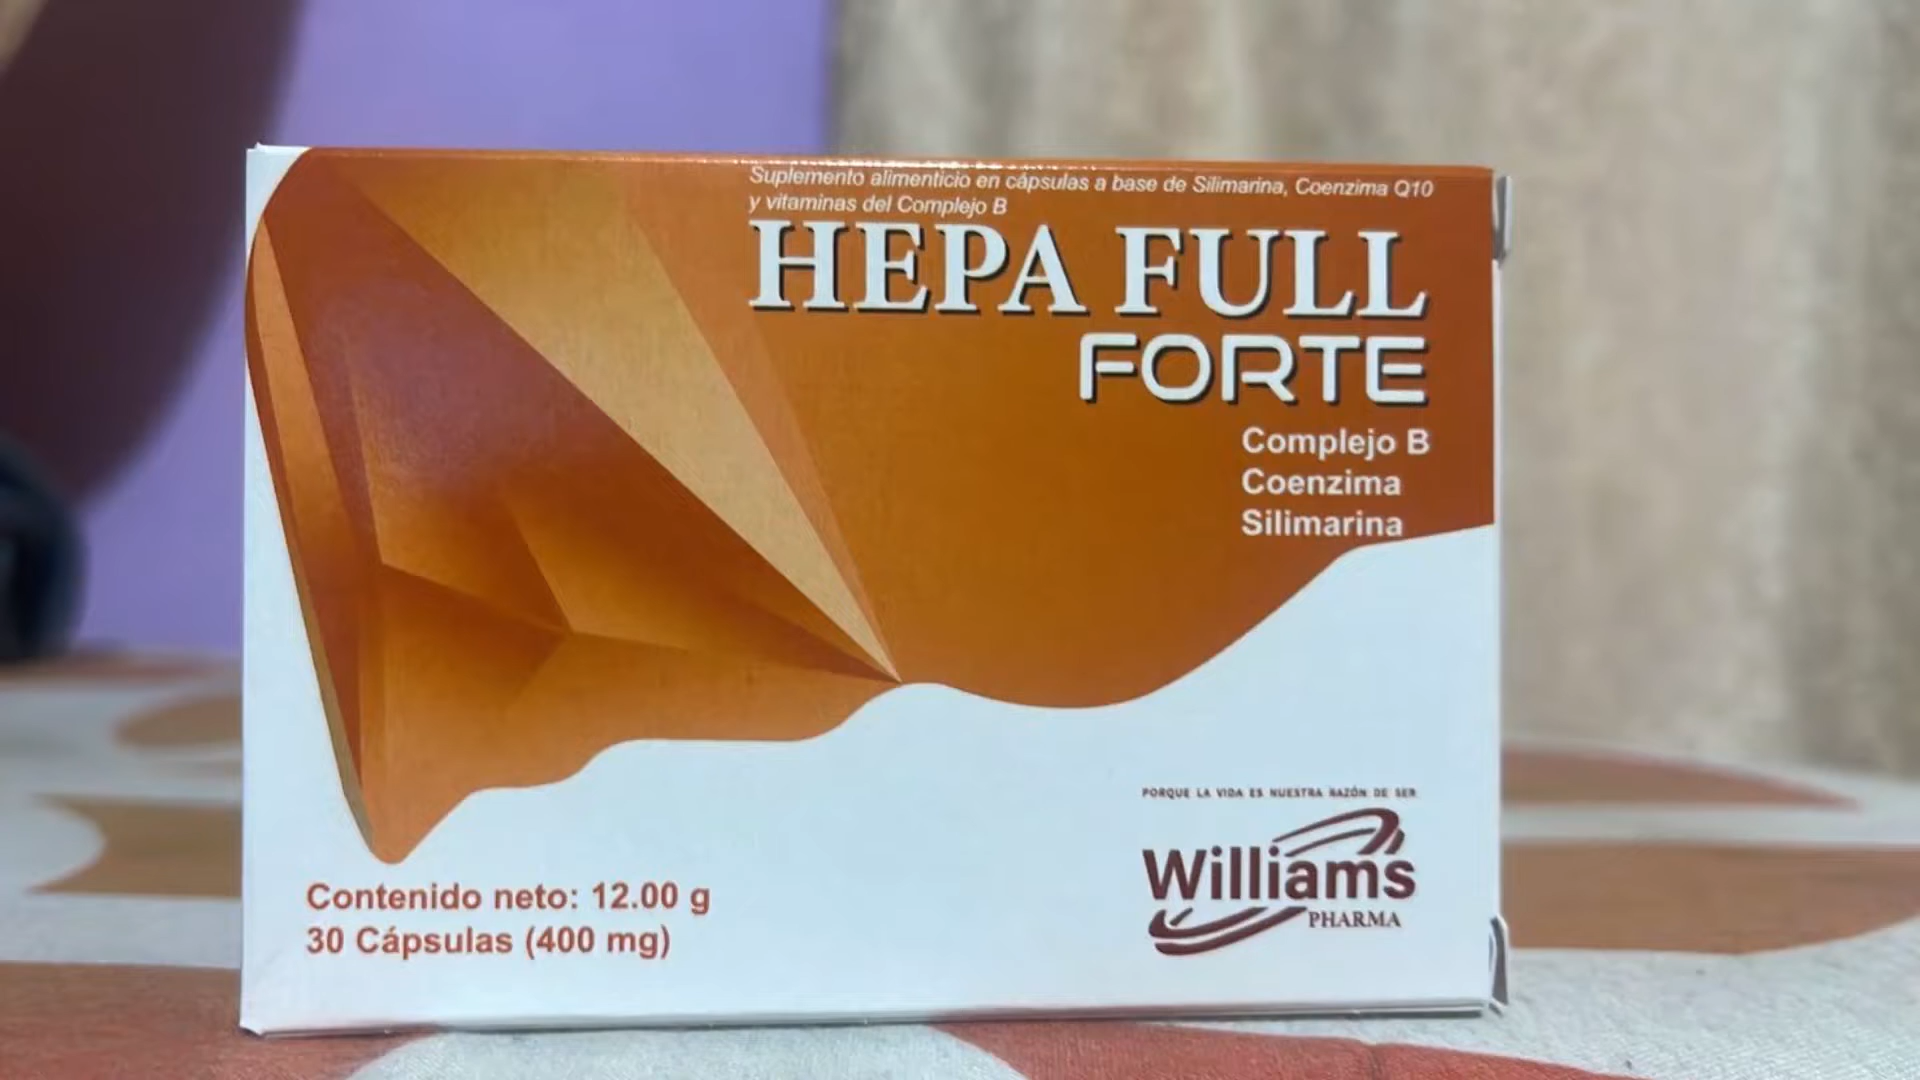 Suplemento alimenticio en cápsulas a base de Silimarina, Coenzima Q10
y vitaminas del Complejo B
HEPA FULL
FORTE
Complejo B
Coenzima
Silimarina
PORQUE LA VIDA ES NUESTRA RAZÓN DE SER
Williams
PHARMA
Contenido neto: 12.00 g
30 Cápsulas (400 mg)